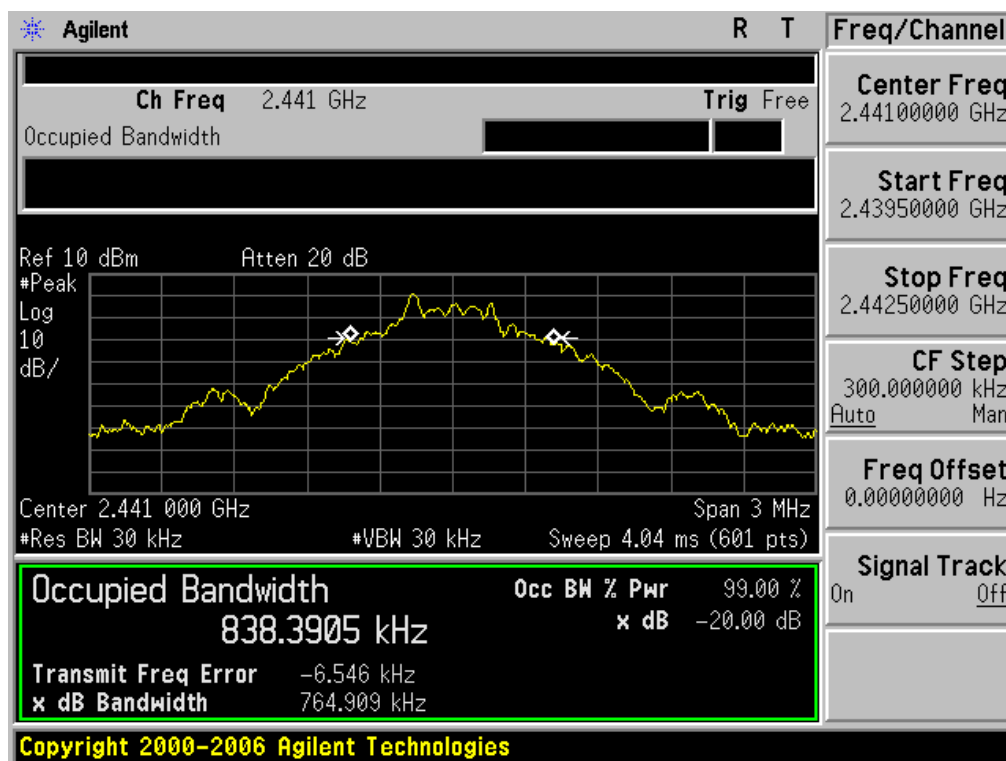 Agilent R T
Freq/Channel
Ch Freq 2.441 GHz Trig Free
Occupied Bandwidth
Center Freq
2.44100000 GHz
Start Freq
2.43950000 GHz
Stop Freq
2.44250000 GHz
CF Step
300.000000 kHz
Auto Man
Freq Offset
0.00000000 Hz
Signal Track
On Off
Ref 10 dBm Atten 20 dB
#Peak
Log
10
dB/
Center 2.441 000 GHz Span 3 MHz
#Res BW 30 kHz #VBW 30 kHz Sweep 4.04 ms (601 pts)
Occupied Bandwidth Occ BW % Pwr 99.00 %
838.3905 kHz x dB -20.00 dB
Transmit Freq Error -6.546 kHz
x dB Bandwidth 764.909 kHz
Copyright 2000-2006 Agilent Technologies